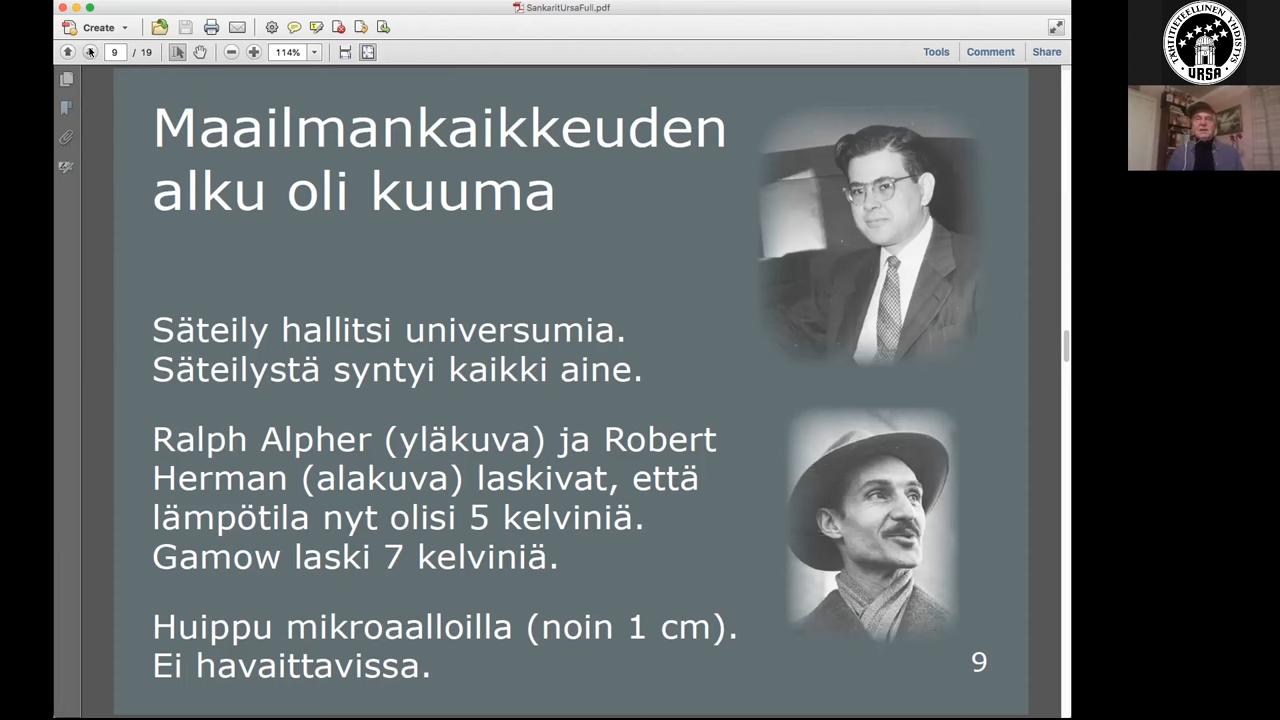 SankaritUrsaFull.pdf
Create
9 / 19
114%
Tools
Comment
Share
Maailmankaikkeuden
alku oli kuuma
Säteily hallitsi universumia.
Säteilystä syntyi kaikki aine.
Ralph Alpher (yläkuva) ja Robert
Herman (alakuva) laskivat, että
lämpötila nyt olisi 5 kelviniä.
Gamow laski 7 kelviniä.
Huippu mikroaalloilla (noin 1 cm).
Ei havaittavissa.
9
TÄHTITIETEELLINEN YHDISTYS
URSA